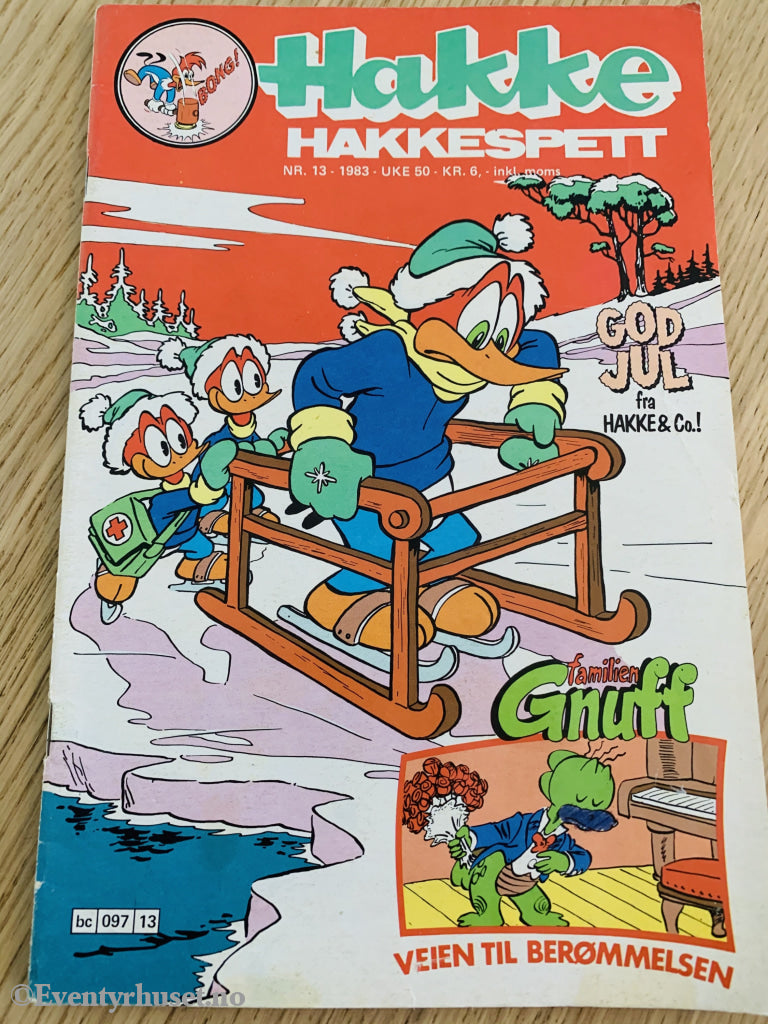 BONG!
Hakke
HAKKESPETT
NR. 13 - 1983 - UKE 50 - KR. 6,- inkl. moms
GOD
JUL
fra
HAKKE & Co.!
familien
Gnuff
bc 097 13
VEIEN TIL BERØMMELSEN
©Eventyrhuset.no